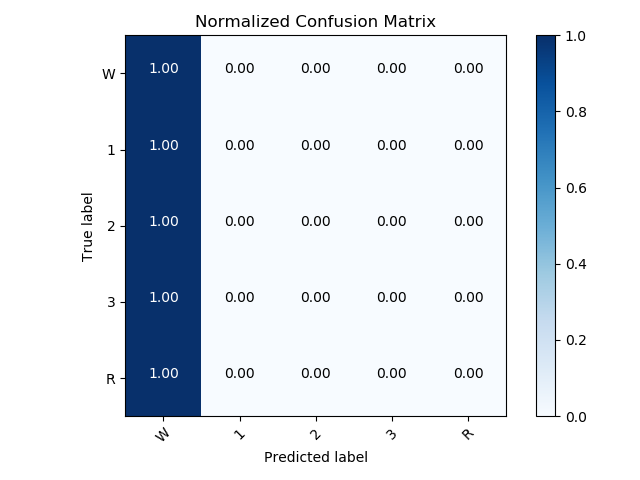 Normalized Confusion Matrix
W 1.00 0.00 0.00 0.00 0.00
1 1.00 0.00 0.00 0.00 0.00
2 1.00 0.00 0.00 0.00 0.00
3 1.00 0.00 0.00 0.00 0.00
R 1.00 0.00 0.00 0.00 0.00
W 1 2 3 R
True label
Predicted label
1.0
0.8
0.6
0.4
0.2
0.0